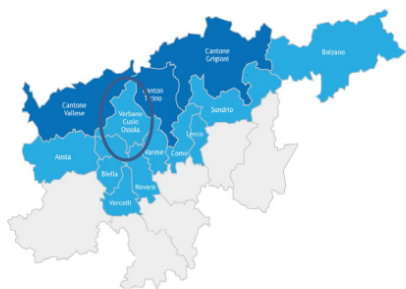 Cantone
Grigioni
Bolzano
Cantone
Vallese
Canton
Ticino
Verbano
Cusio
Ossola
Sondrio
Lecco
Aosta
Varese
Como
Biella
Novara
Vercelli